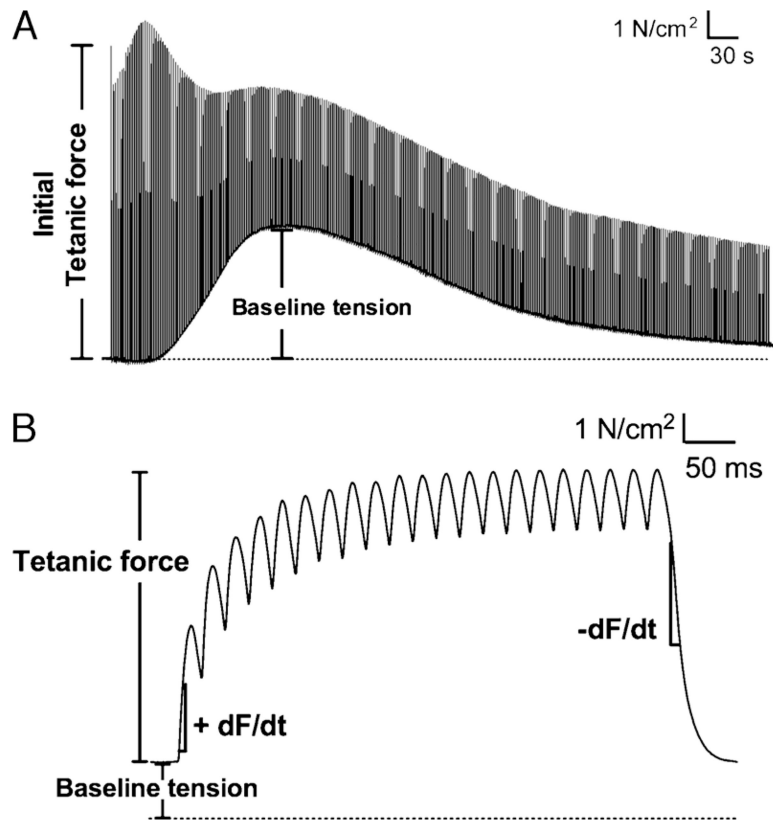 A
1 N/cm²
30 s
Initial
Tetanic force
Baseline tension
B
1 N/cm²
50 ms
Tetanic force
-dF/dt
+ dF/dt
Baseline tension